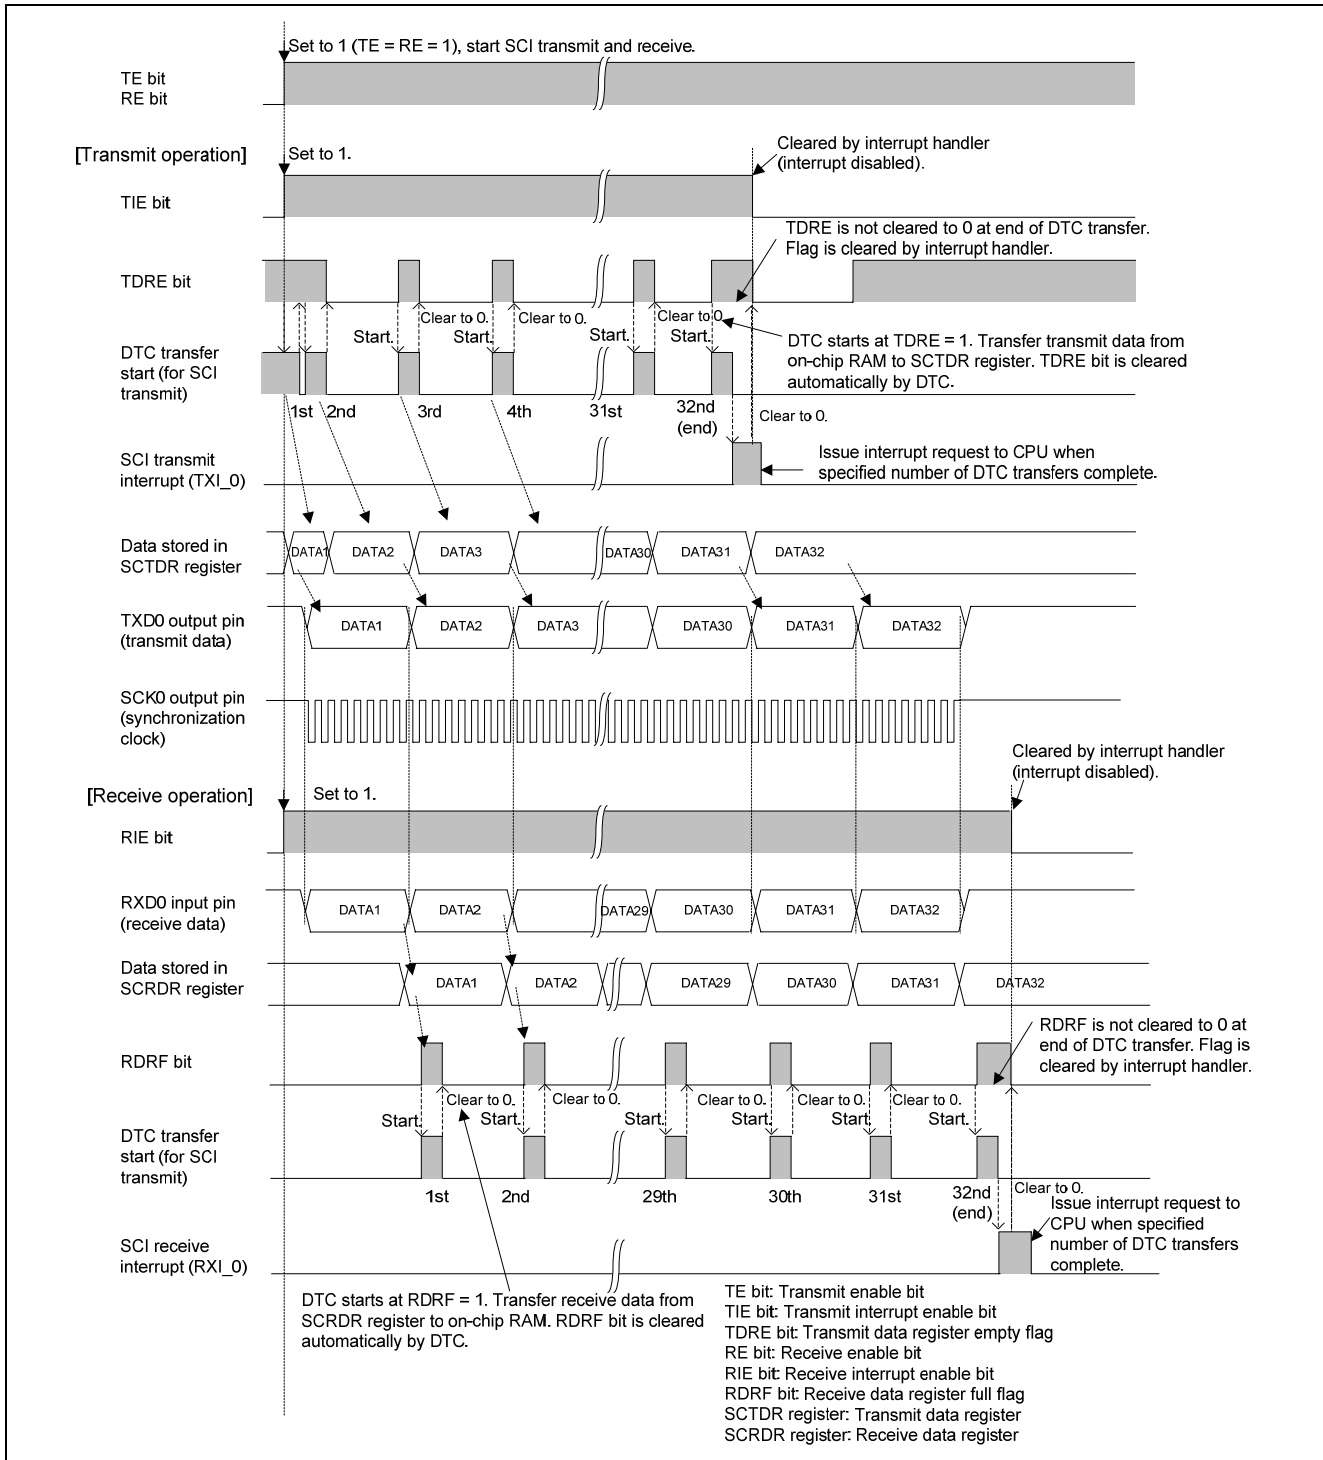 Set to 1 (TE = RE = 1), start SCI transmit and receive.
TE bit
RE bit
[Transmit operation]
Set to 1.
Cleared by interrupt handler
(interrupt disabled).
TIE bit
TDRE is not cleared to 0 at end of DTC transfer.
Flag is cleared by interrupt handler.
TDRE bit
Clear to 0.
Clear to 0.
Clear to 0
Start.
Start.
Start.
Start.
DTC starts at TDRE = 1. Transfer transmit data from
on-chip RAM to SCTDR register. TDRE bit is cleared
automatically by DTC.
DTC transfer
start (for SCI
transmit)
1st 2nd 3rd 4th 31st 32nd
(end)
Clear to 0.
SCI transmit
interrupt (TXI_0)
Issue interrupt request to CPU when
specified number of DTC transfers complete.
Data stored in
SCTDR register
DATA1 DATA2 DATA3 DATA30 DATA31 DATA32
TXD0 output pin
(transmit data)
DATA1 DATA2 DATA3 DATA30 DATA31 DATA32
SCK0 output pin
(synchronization
clock)
Cleared by interrupt handler
(interrupt disabled).
[Receive operation]
Set to 1.
RIE bit
RXD0 input pin
(receive data)
DATA1 DATA2 DATA29 DATA30 DATA31 DATA32
Data stored in
SCRDR register
DATA1 DATA2 DATA29 DATA30 DATA31 DATA32
RDRF is not cleared to 0 at
end of DTC transfer. Flag is
cleared by interrupt handler.
RDRF bit
Clear to 0. Clear to 0. Clear to 0. Clear to 0. Clear to 0.
Start. Start. Start. Start. Start. Start.
DTC transfer
start (for SCI
transmit)
1st 2nd 29th 30th 31st 32nd
(end)
Clear to 0.
Issue interrupt request to
CPU when specified
number of DTC transfers
complete.
SCI receive
interrupt (RXI_0)
DTC starts at RDRF = 1. Transfer receive data from
SCRDR register to on-chip RAM. RDRF bit is cleared
automatically by DTC.
TE bit: Transmit enable bit
TIE bit: Transmit interrupt enable bit
TDRE bit: Transmit data register empty flag
RE bit: Receive enable bit
RIE bit: Receive interrupt enable bit
RDRF bit: Receive data register full flag
SCTDR register: Transmit data register
SCRDR register: Receive data register